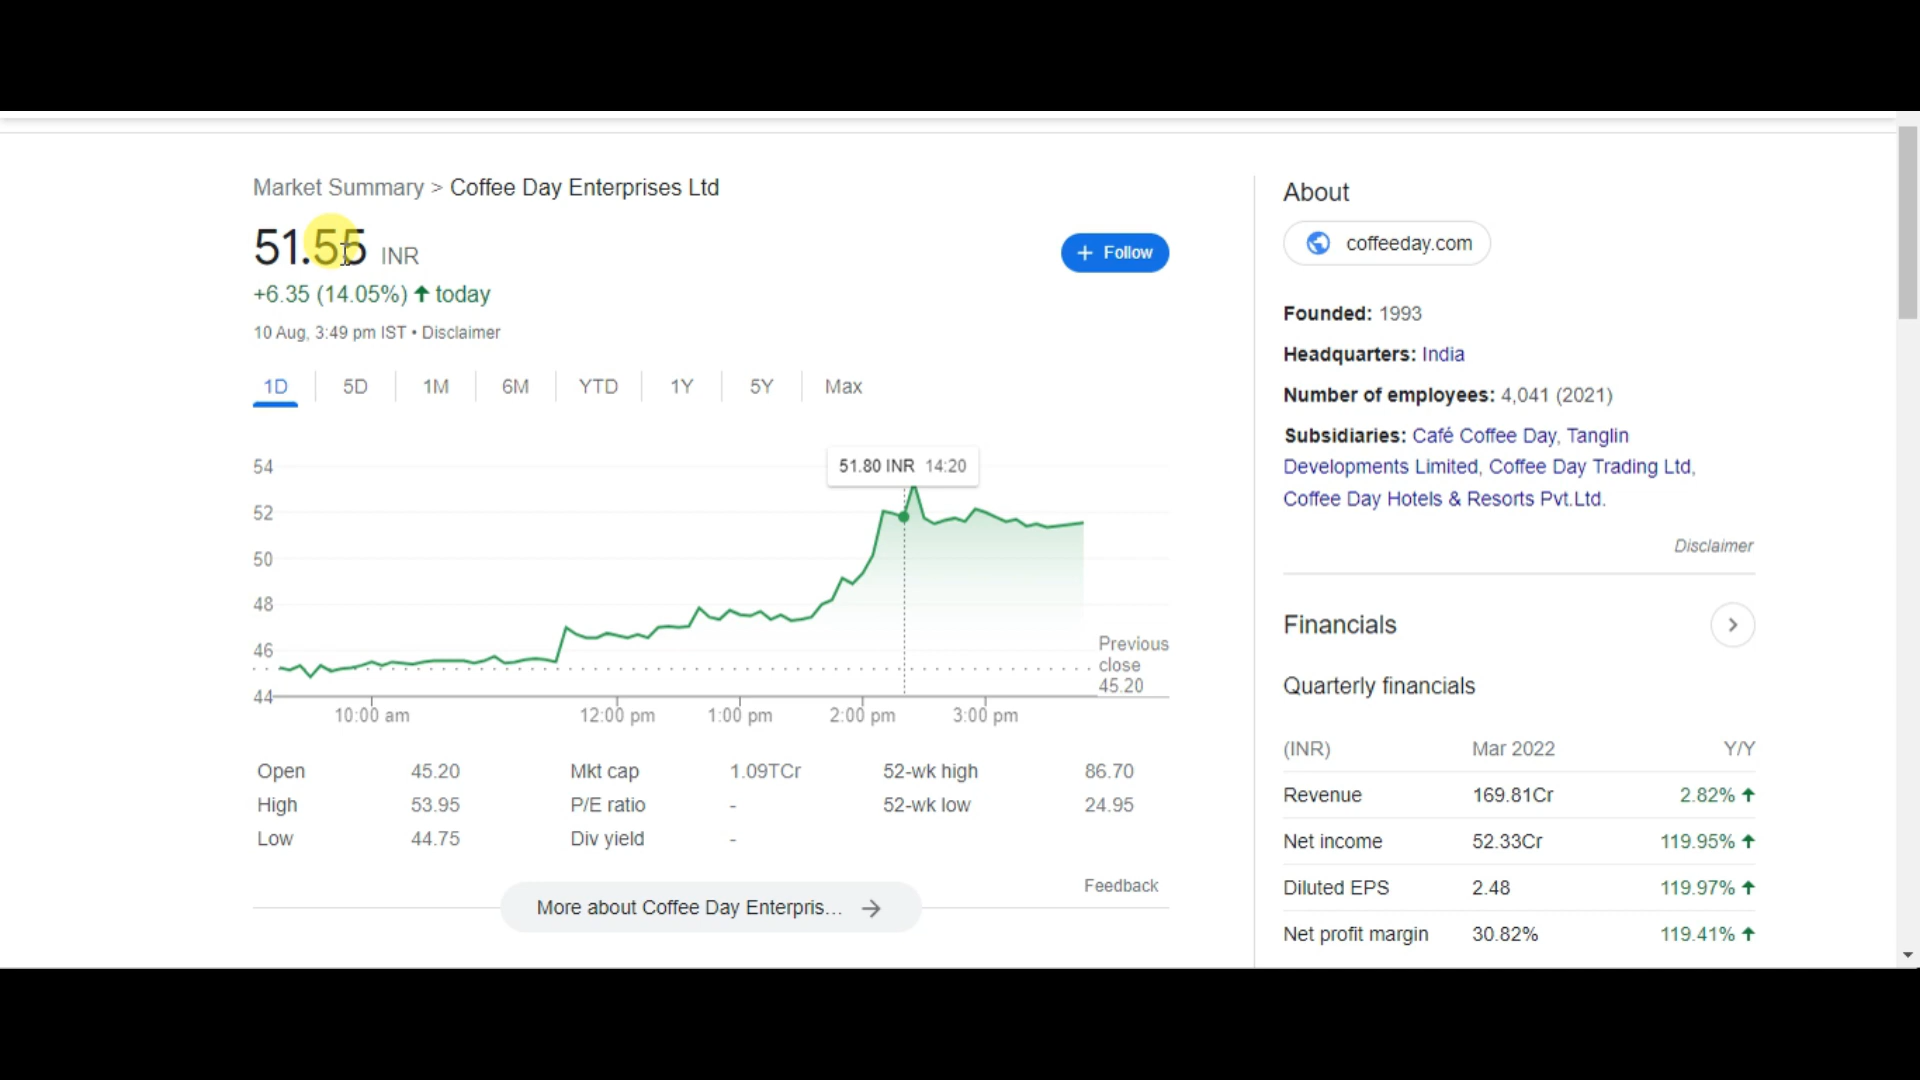 Market Summary > Coffee Day Enterprises Ltd
51.55 INR
+ Follow
+6.35 (14.05%) ↑ today
10 Aug, 3:49 pm IST • Disclaimer
1D 5D 1M 6M YTD 1Y 5Y Max
51.80 INR 14:20
54
52
50
48
46
44
Previous
close
45.20
10:00 am 12:00 pm 1:00 pm 2:00 pm 3:00 pm
Open 45.20 Mkt cap 1.09TCr 52-wk high 86.70
High 53.95 P/E ratio - 52-wk low 24.95
Low 44.75 Div yield -
Feedback
More about Coffee Day Enterpris... →
About
coffeeday.com
Founded: 1993
Headquarters: India
Number of employees: 4,041 (2021)
Subsidiaries: Café Coffee Day, Tanglin
Developments Limited, Coffee Day Trading Ltd,
Coffee Day Hotels & Resorts Pvt.Ltd.
Disclaimer
Financials
Quarterly financials
(INR) Mar 2022 Y/Y
Revenue 169.81Cr 2.82% ↑
Net income 52.33Cr 119.95% ↑
Diluted EPS 2.48 119.97% ↑
Net profit margin 30.82% 119.41% ↑